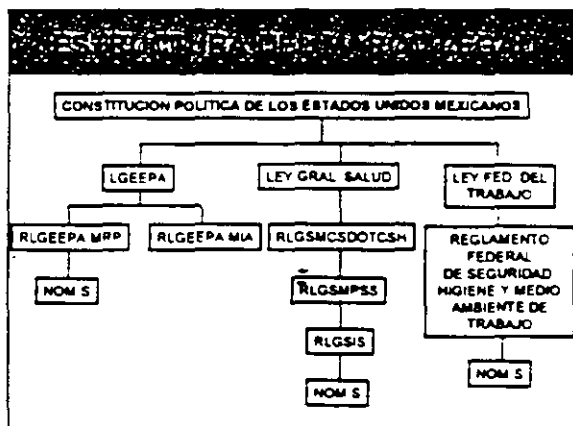 CONSTITUCION POLITICA DE LOS ESTADOS UNIDOS MEXICANOS
LGEEPA
LEY GRAL SALUD
LEY FED. DEL
TRABAJO
RLGEEPA MRP
RLGEEPA MIA
RLGSMCSDOTCSH
REGLAMENTO
FEDERAL
DE SEGURIDAD
HIGIENE Y MEDIO
AMBIENTE DE
TRABAJO
NOM S
RLGSMPSS
RLGSIS
NOM S
NOM S